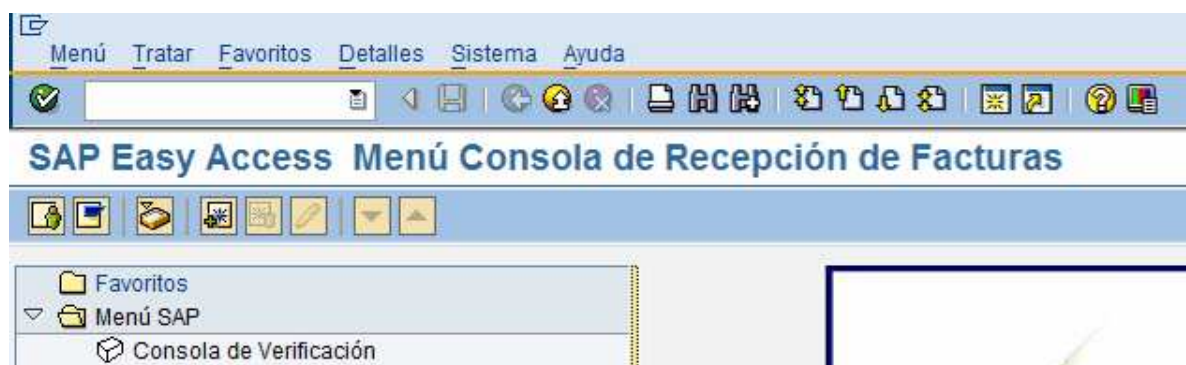 Menú Tratar Favoritos Detalles Sistema Ayuda
SAP Easy Access Menú Consola de Recepción de Facturas
Favoritos
Menú SAP
Consola de Verificación